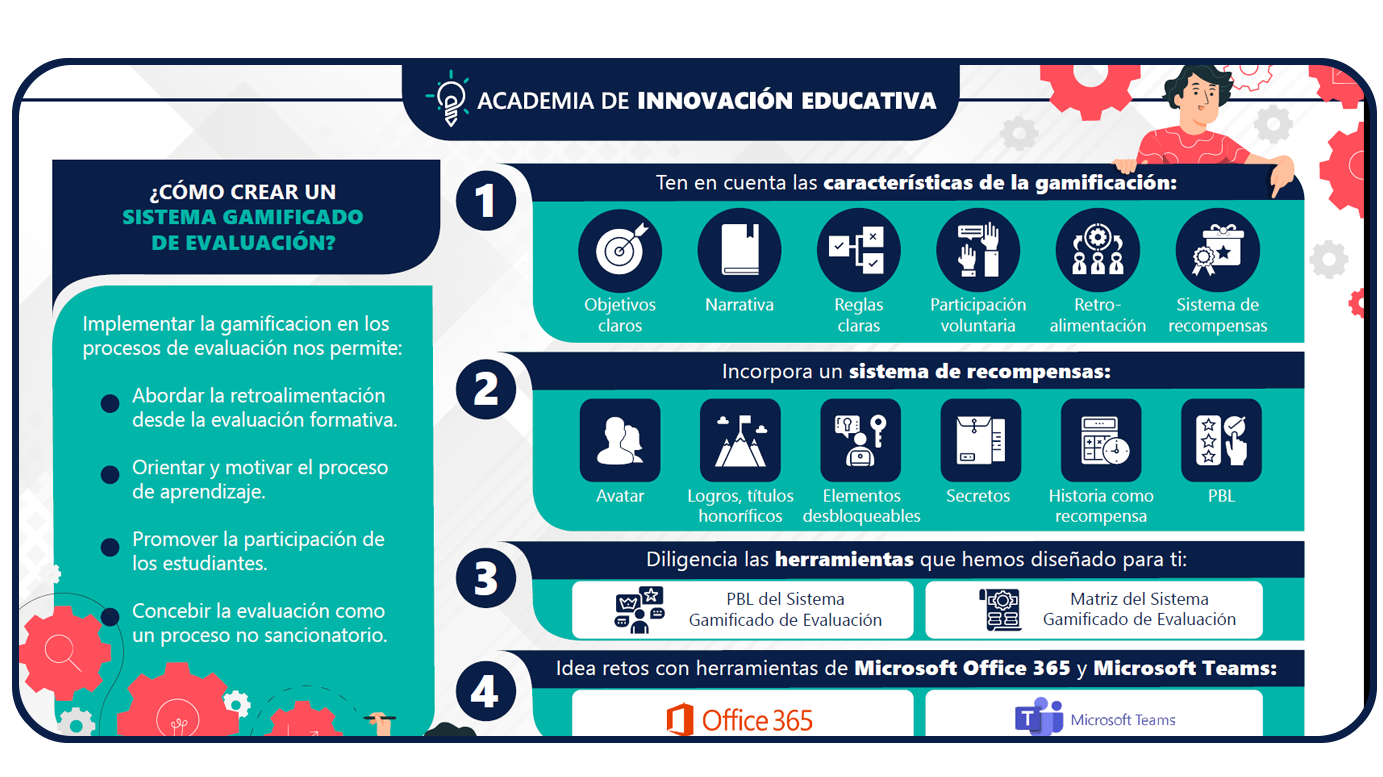 ACADEMIA DE INNOVACIÓN EDUCATIVA
¿CÓMO CREAR UN
SISTEMA GAMIFICADO
DE EVALUACIÓN?
Implementar la gamificacion en los
procesos de evaluación nos permite:
Abordar la retroalimentación
desde la evaluación formativa.
Orientar y motivar el proceso
de aprendizaje.
Promover la participación de
los estudiantes.
Concebir la evaluación como
un proceso no sancionatorio.
1
Ten en cuenta las características de la gamificación:
Objetivos
claros
Narrativa
Reglas
claras
Participación
voluntaria
Retro-
alimentación
Sistema de
recompensas
2
Incorpora un sistema de recompensas:
Avatar
Logros, títulos
honoríficos
Elementos
desbloqueables
Secretos
Historia como
recompensa
PBL
3
Diligencia las herramientas que hemos diseñado para ti:
PBL del Sistema
Gamificado de Evaluación
Matriz del Sistema
Gamificado de Evaluación
4
Idea retos con herramientas de Microsoft Office 365 y Microsoft Teams:
Office 365
T
Microsoft Teams